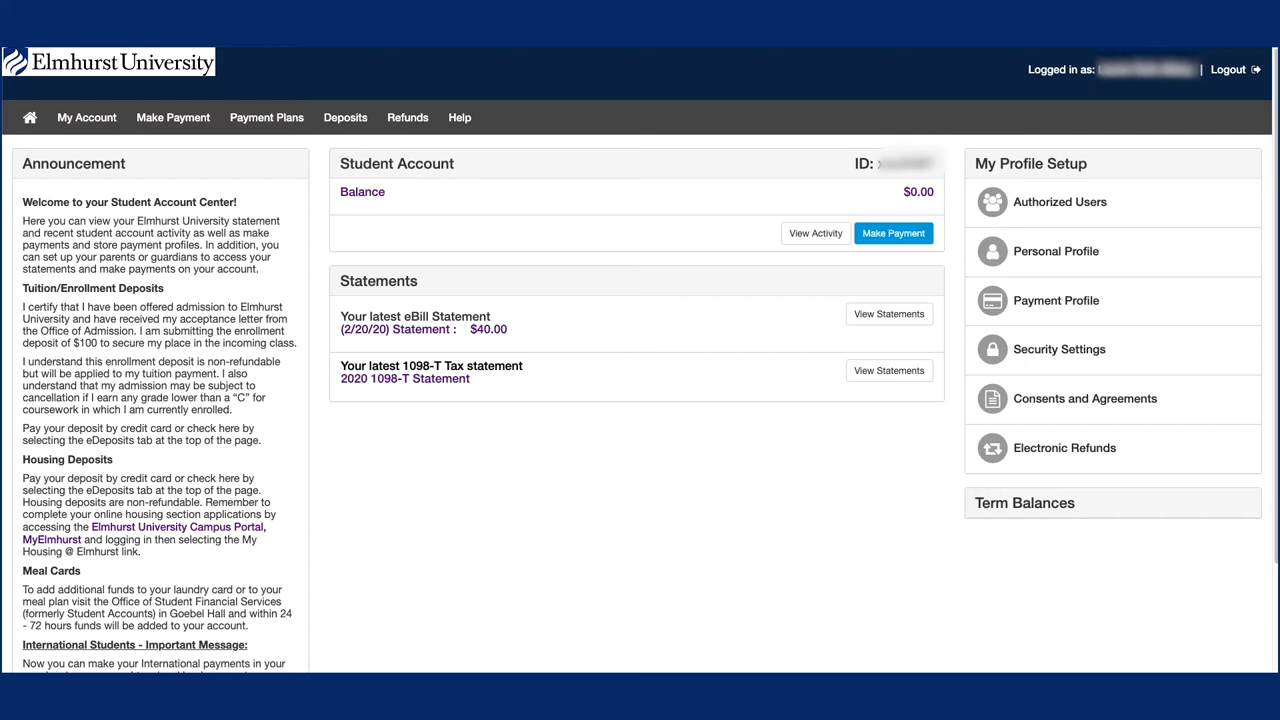 Elmhurst University
Logged in as: | Logout
My Account Make Payment Payment Plans Deposits Refunds Help
Announcement
Welcome to your Student Account Center!
Here you can view your Elmhurst University statement
and recent student account activity as well as make
payments and store payment profiles. In addition, you
can set up your parents or guardians to access your
statements and make payments on your account.
Tuition/Enrollment Deposits
I certify that I have been offered admission to Elmhurst
University and have received my acceptance letter from
the Office of Admission. I am submitting the enrollment
deposit of $100 to secure my place in the incoming class.
I understand this enrollment deposit is non-refundable
but will be applied to my tuition payment. I also
understand that my admission may be subject to
cancellation if I earn any grade lower than a “C” for
coursework in which I am currently enrolled.
Pay your deposit by credit card or check here by
selecting the eDeposits tab at the top of the page.
Housing Deposits
Pay your deposit by credit card or check here by
selecting the eDeposits tab at the top of the page.
Housing deposits are non-refundable. Remember to
complete your online housing section applications by
accessing the Elmhurst University Campus Portal,
MyElmhurst and logging in then selecting the My
Housing @ Elmhurst link.
Meal Cards
To add additional funds to your laundry card or to your
meal plan visit the Office of Student Financial Services
(formerly Student Accounts) in Goebel Hall and within 24
- 72 hours funds will be added to your account.
International Students - Important Message:
Now you can make your International payments in your
Student Account ID:
Balance $0.00
View Activity Make Payment
Statements
Your latest eBill Statement
(2/20/20) Statement : $40.00
View Statements
Your latest 1098-T Tax statement
2020 1098-T Statement
View Statements
My Profile Setup
Authorized Users
Personal Profile
Payment Profile
Security Settings
Consents and Agreements
Electronic Refunds
Term Balances